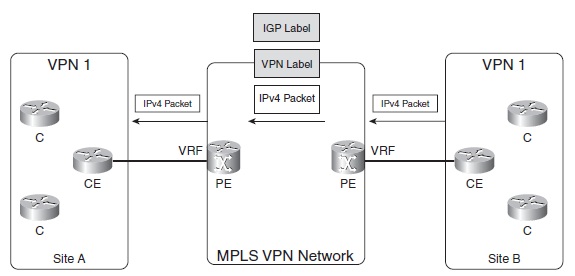 IGP Label
VPN 1
VPN Label
VPN 1
IPv4 Packet
IPv4 Packet
IPv4 Packet
C
C
VRF
VRF
CE
PE
PE
CE
C
C
Site A
MPLS VPN Network
Site B